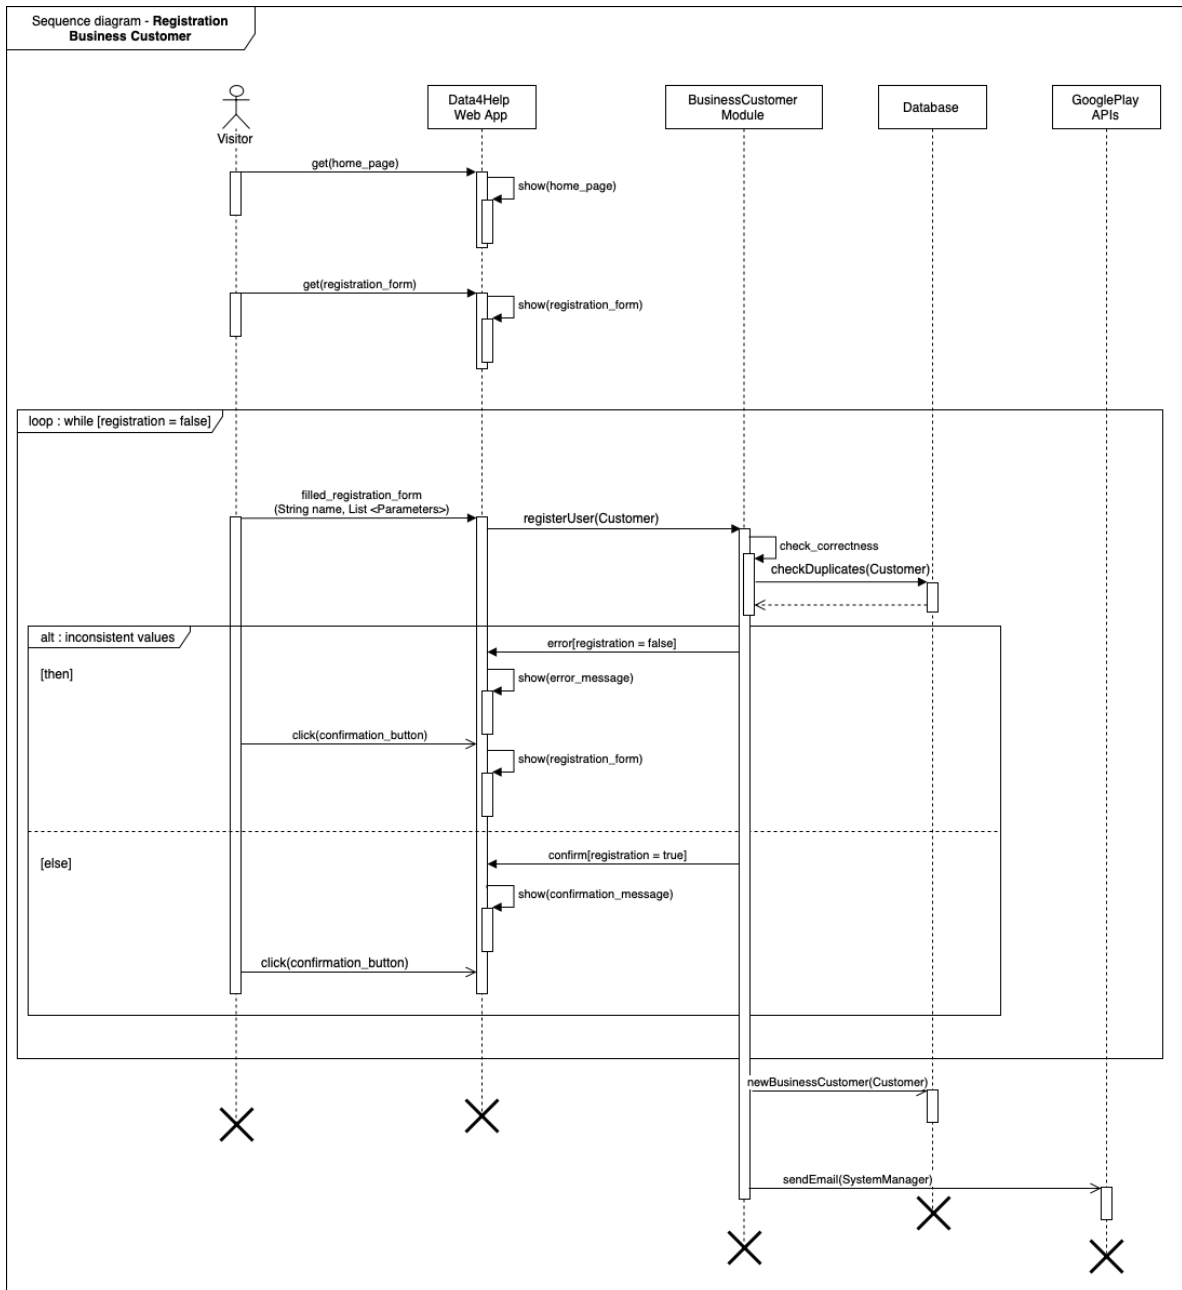 Sequence diagram - Registration
Business Customer
Visitor
Data4Help
Web App
BusinessCustomer
Module
Database
GooglePlay
APIs
get(home_page)
show(home_page)
get(registration_form)
show(registration_form)
loop : while [registration = false]
filled_registration_form
(String name, List <Parameters>)
registerUser(Customer)
check_correctness
checkDuplicates(Customer)
alt : inconsistent values
error[registration = false]
[then]
show(error_message)
click(confirmation_button)
show(registration_form)
confirm[registration = true]
[else]
show(confirmation_message)
click(confirmation_button)
newBusinessCustomer(Customer)
sendEmail(SystemManager)